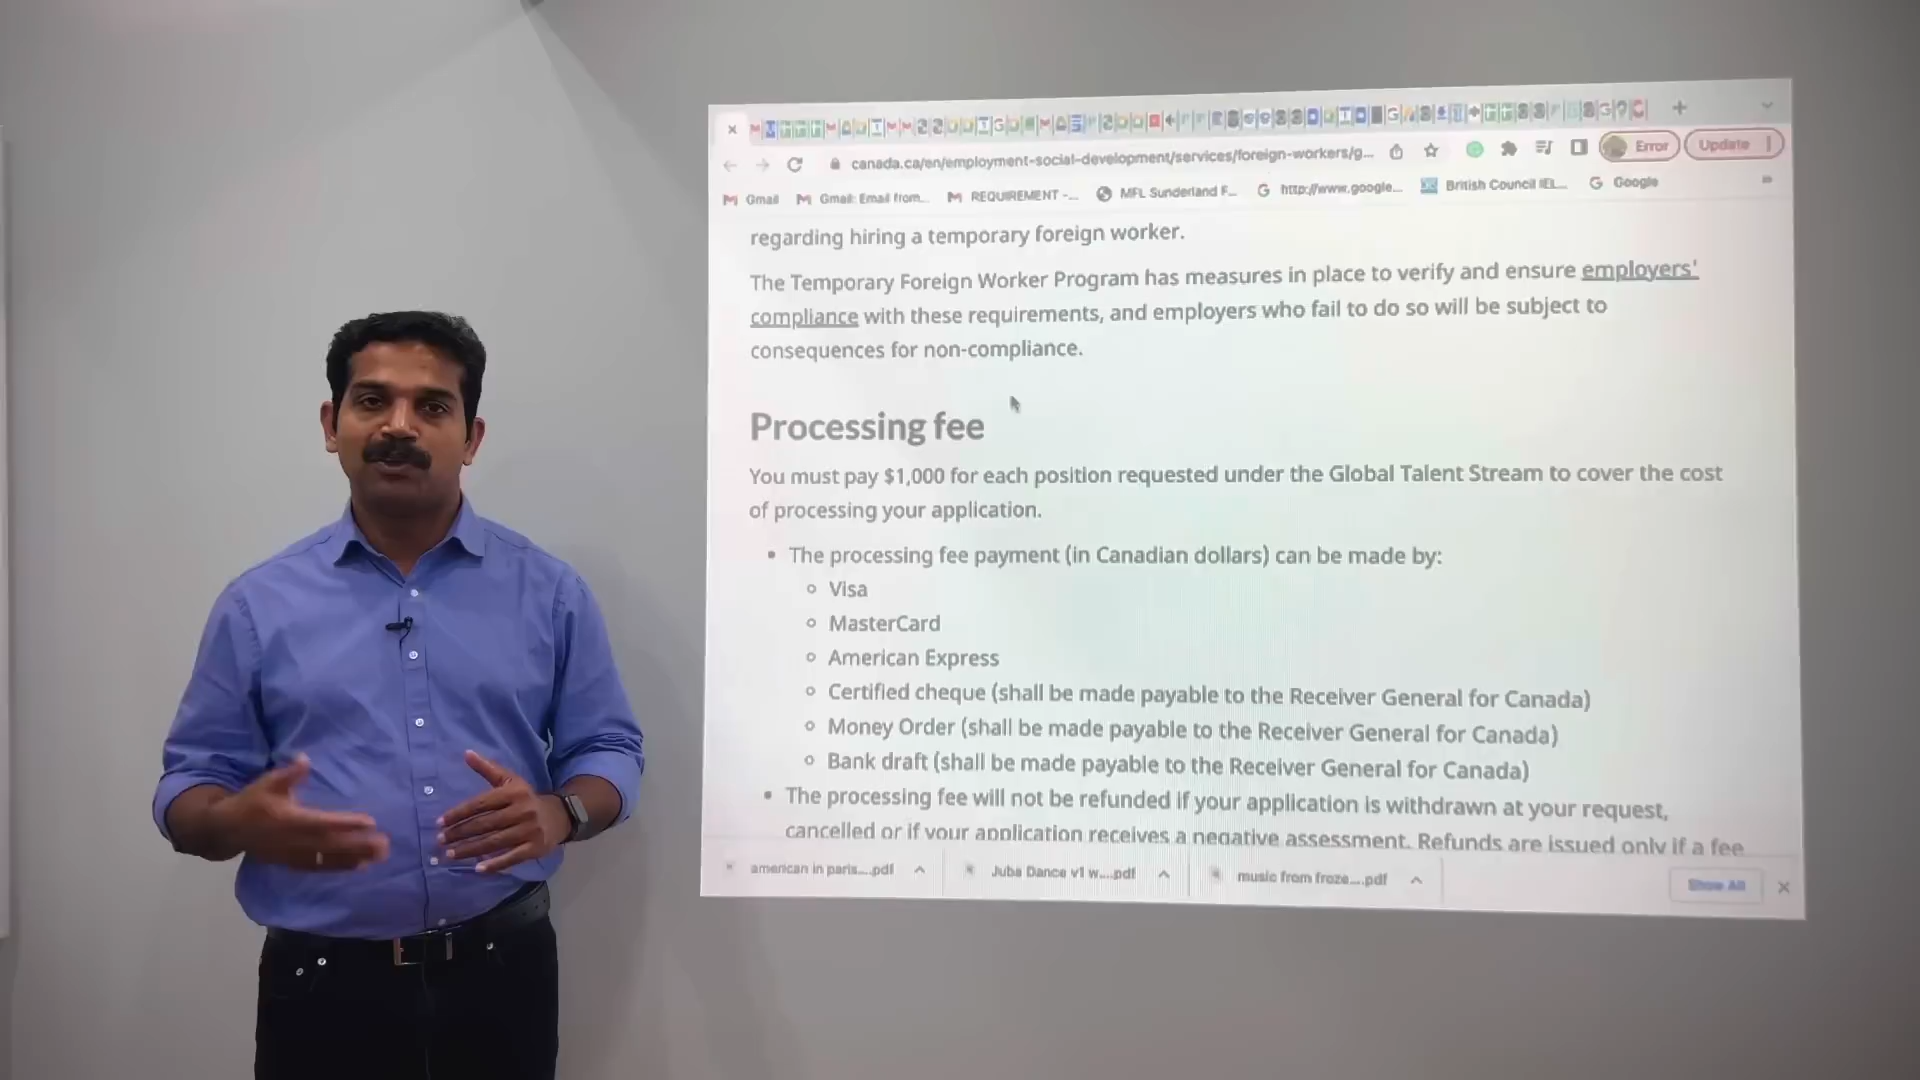 canada.ca/en/employment-social-development/services/foreign-workers/g...
Error
Update
Gmail
Gmail: Email from...
REQUIREMENT -...
MFL Sunderland F...
http://www.google...
British Council IEL...
Google
regarding hiring a temporary foreign worker.
The Temporary Foreign Worker Program has measures in place to verify and ensure employers'
compliance with these requirements, and employers who fail to do so will be subject to
consequences for non-compliance.
Processing fee
You must pay $1,000 for each position requested under the Global Talent Stream to cover the cost
of processing your application.
The processing fee payment (in Canadian dollars) can be made by:
Visa
MasterCard
American Express
Certified cheque (shall be made payable to the Receiver General for Canada)
Money Order (shall be made payable to the Receiver General for Canada)
Bank draft (shall be made payable to the Receiver General for Canada)
The processing fee will not be refunded if your application is withdrawn at your request,
cancelled or if your application receives a negative assessment. Refunds are issued only if a fee
american in paris....pdf
Juba Dance v1 w....pdf
music from froze....pdf
Show All